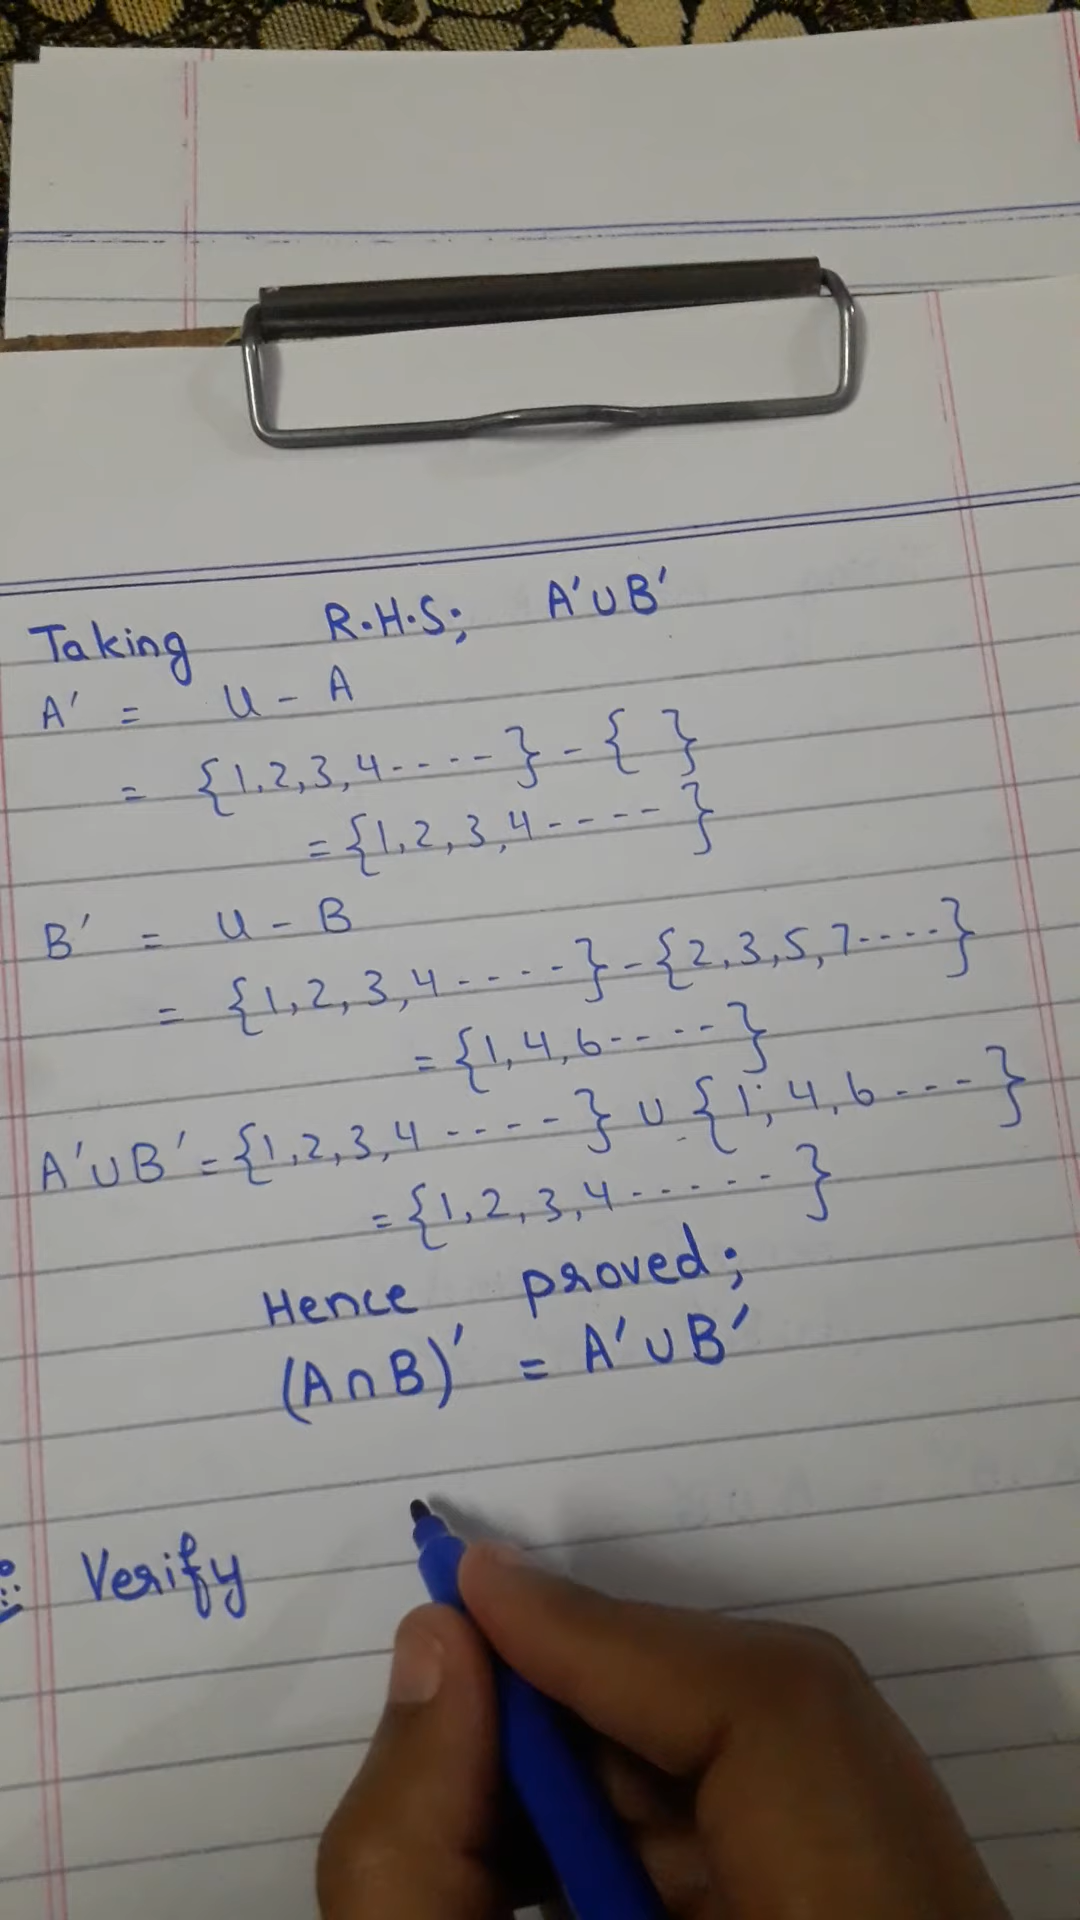 Taking R.H.S; A'∪B'
A' = U - A
= {1,2,3,4----} - { }
= {1,2,3,4----}
B' = U - B
= {1,2,3,4-----} - {2,3,5,7----}
= {1,4,6-----}
A'∪B' = {1,2,3,4-----} ∪ {1,4,6---}
= {1,2,3,4------}
Hence proved;
(A∩B)' = A'∪B'
Verify